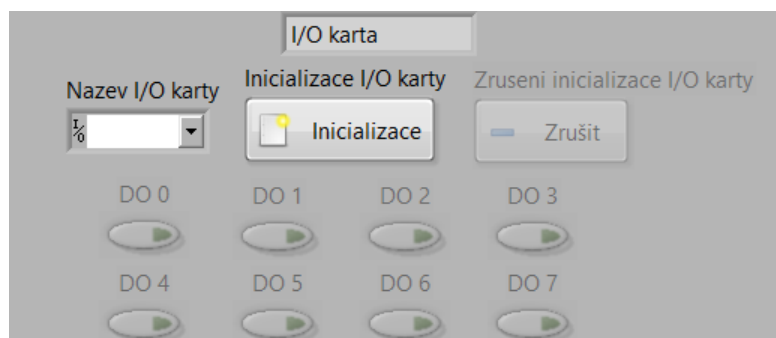 I/O karta
Nazev I/O karty
Inicializace I/O karty
Zruseni inicializace I/O karty
I/O
Inicializace
Zrušit
DO 0
DO 1
DO 2
DO 3
DO 4
DO 5
DO 6
DO 7